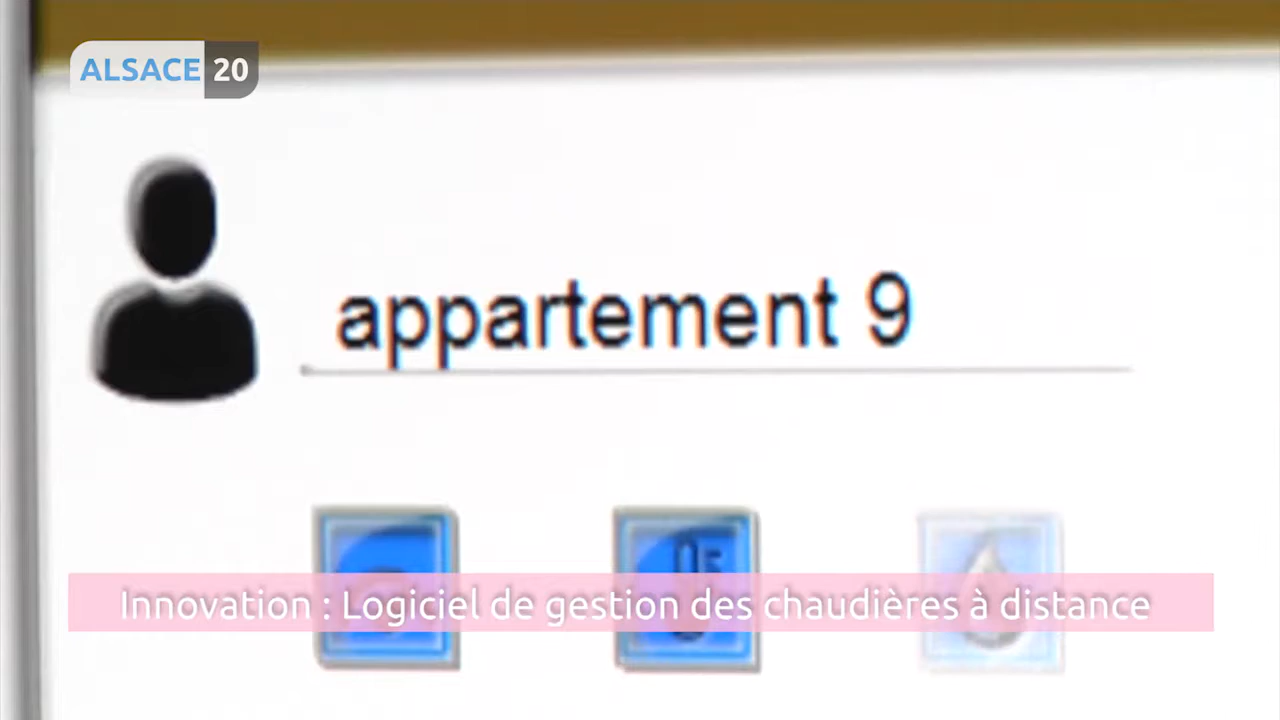 ALSACE 20
appartement 9
Innovation : Logiciel de gestion des chaudières à distance